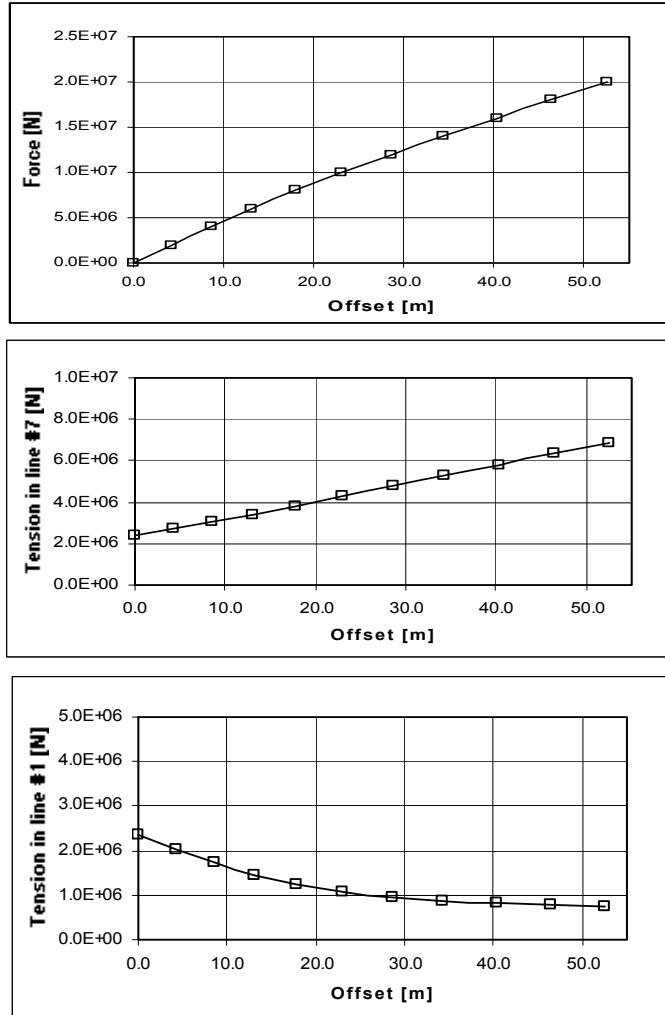 2.5E+07
2.0E+07
1.5E+07
1.0E+07
5.0E+06
0.0E+00
Force [N]
0.0 10.0 20.0 30.0 40.0 50.0
Offset [m]
1.0E+07
8.0E+06
6.0E+06
4.0E+06
2.0E+06
0.0E+00
Tension in line #7 [N]
0.0 10.0 20.0 30.0 40.0 50.0
Offset [m]
5.0E+06
4.0E+06
3.0E+06
2.0E+06
1.0E+06
0.0E+00
Tension in line #1 [N]
0.0 10.0 20.0 30.0 40.0 50.0
Offset [m]